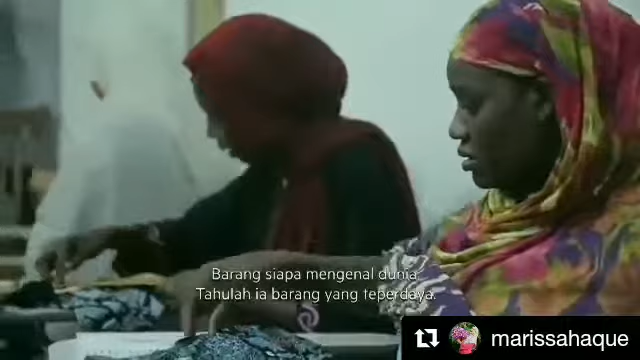 Barang siapa mengenal dunia
Tahulah ia barang yang teperdaya.
marissahaque